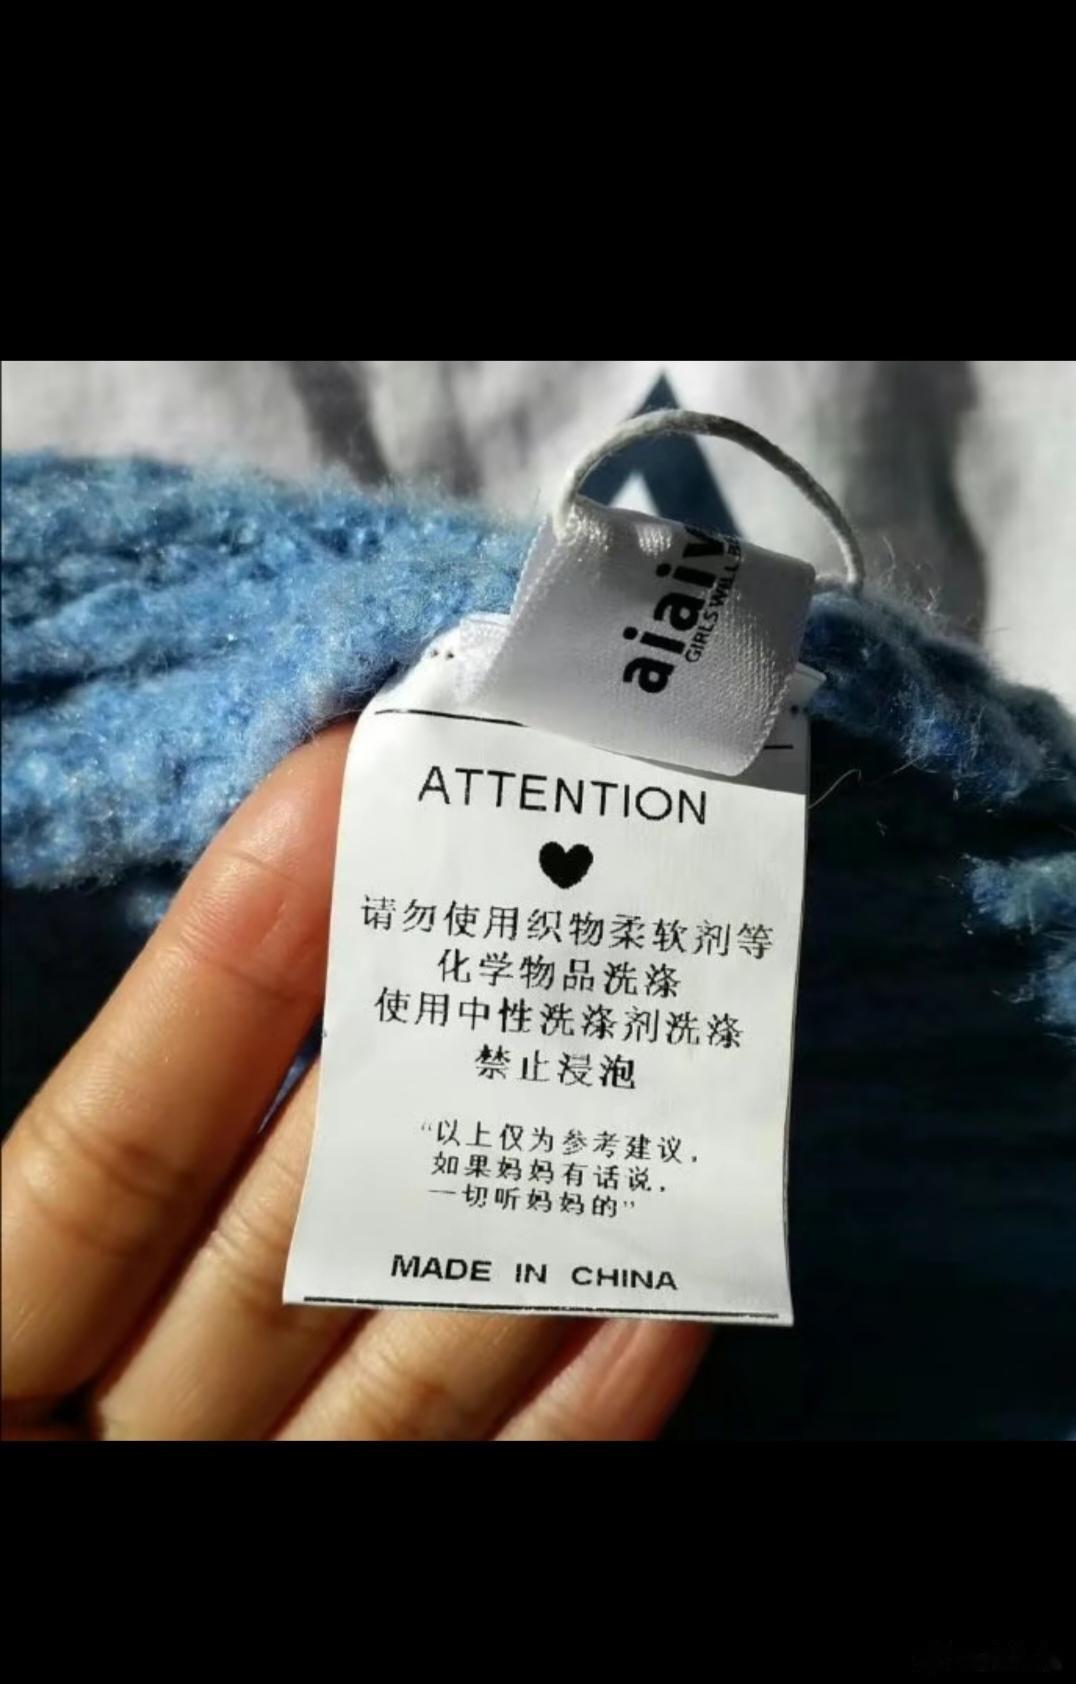 aiaiv
GIRLS WILL B
ATTENTION
请勿使用织物柔软剂等
化学物品洗涤
使用中性洗涤剂洗涤
禁止浸泡
“以上仅为参考建议，
如果妈妈有话说，
一切听妈妈的”
MADE IN CHINA